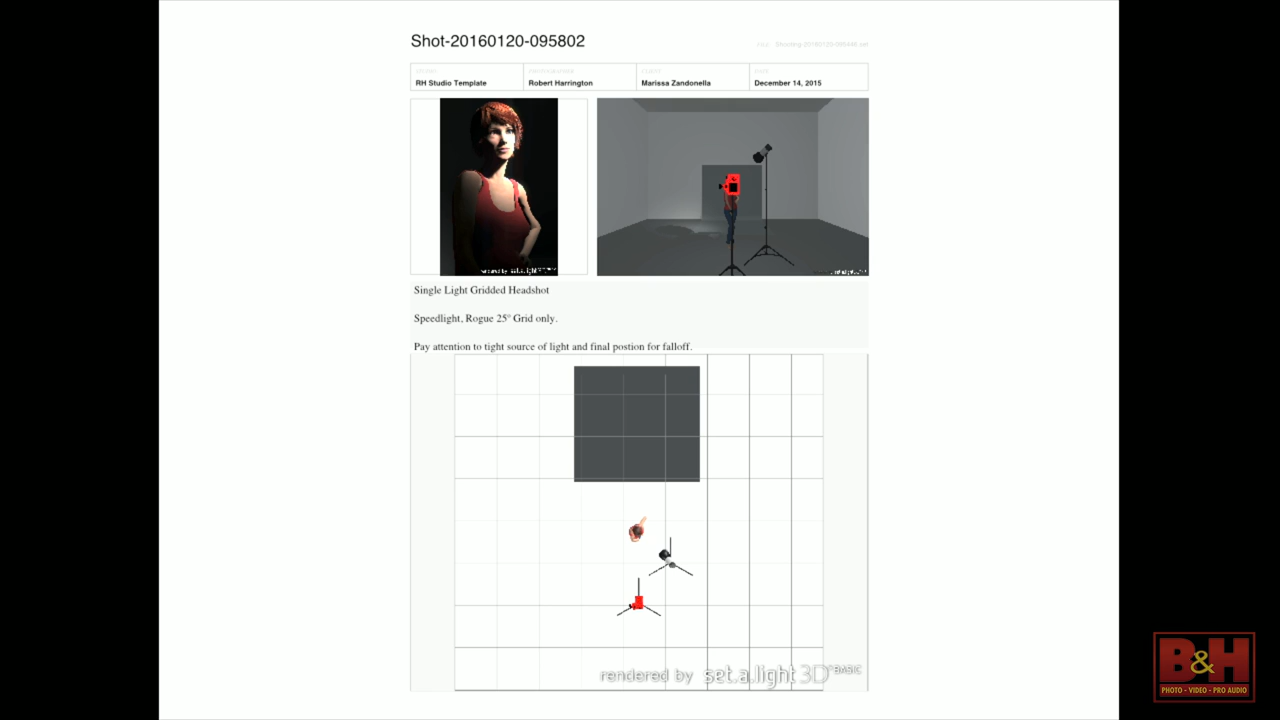 Shot-20160120-095802
RH Studio Template
Robert Harrington
Marissa Zandonella
December 14, 2015
Single Light Gridded Headshot
Speedlight, Rogue 25° Grid only.
Pay attention to tight source of light and final postion for falloff.
rendered by set.a.light 3D BASIC
B&H
PHOTO - VIDEO - PRO AUDIO